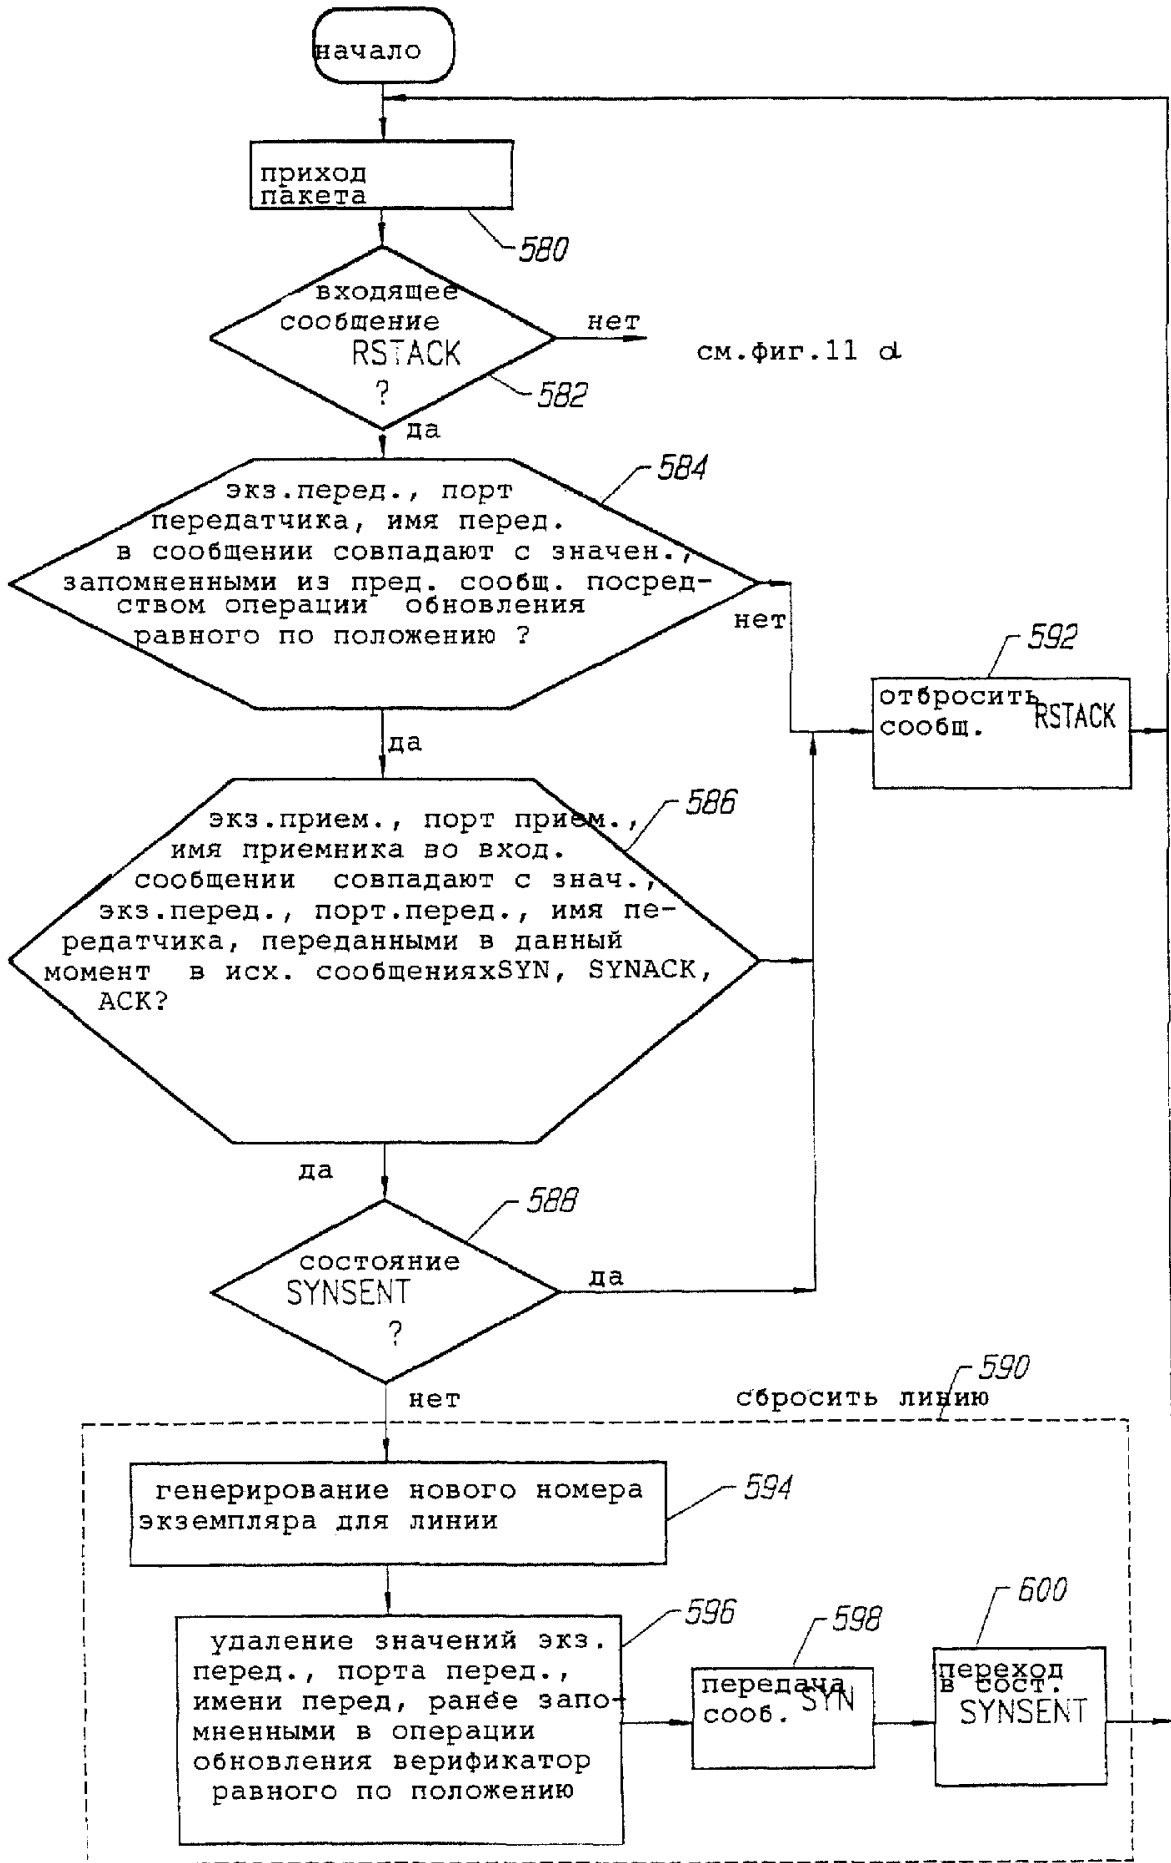 начало
приход
пакета
580
входящее
сообщение
RSTACK
?
582
нет
см.фиг.11 d
да
584
экз.перед., порт
передатчика, имя перед.
в сообщении совпадают с значен.,
запомненными из пред. сообщ. посред-
ством операции обновления
равного по положению ?
нет
592
отбросить
сообщ. RSTACK
да
586
экз.прием., порт прием.,
имя приемника во вход.
сообщении совпадают с знач.,
экз.перед., порт.перед., имя пе-
редатчика, переданными в данный
момент в исх. сообщенияхSYN, SYNACK,
ACK?
да
588
состояние
SYNSENT
?
да
нет
590
сбросить линию
генерирование нового номера
экземпляра для линии
594
596
удаление значений экз.
перед., порта перед.,
имени перед, ранее запо-
мненными в операции
обновления верификатор
равного по положению
598
передача
сооб. SYN
600
переход
в сост.
SYNSENT